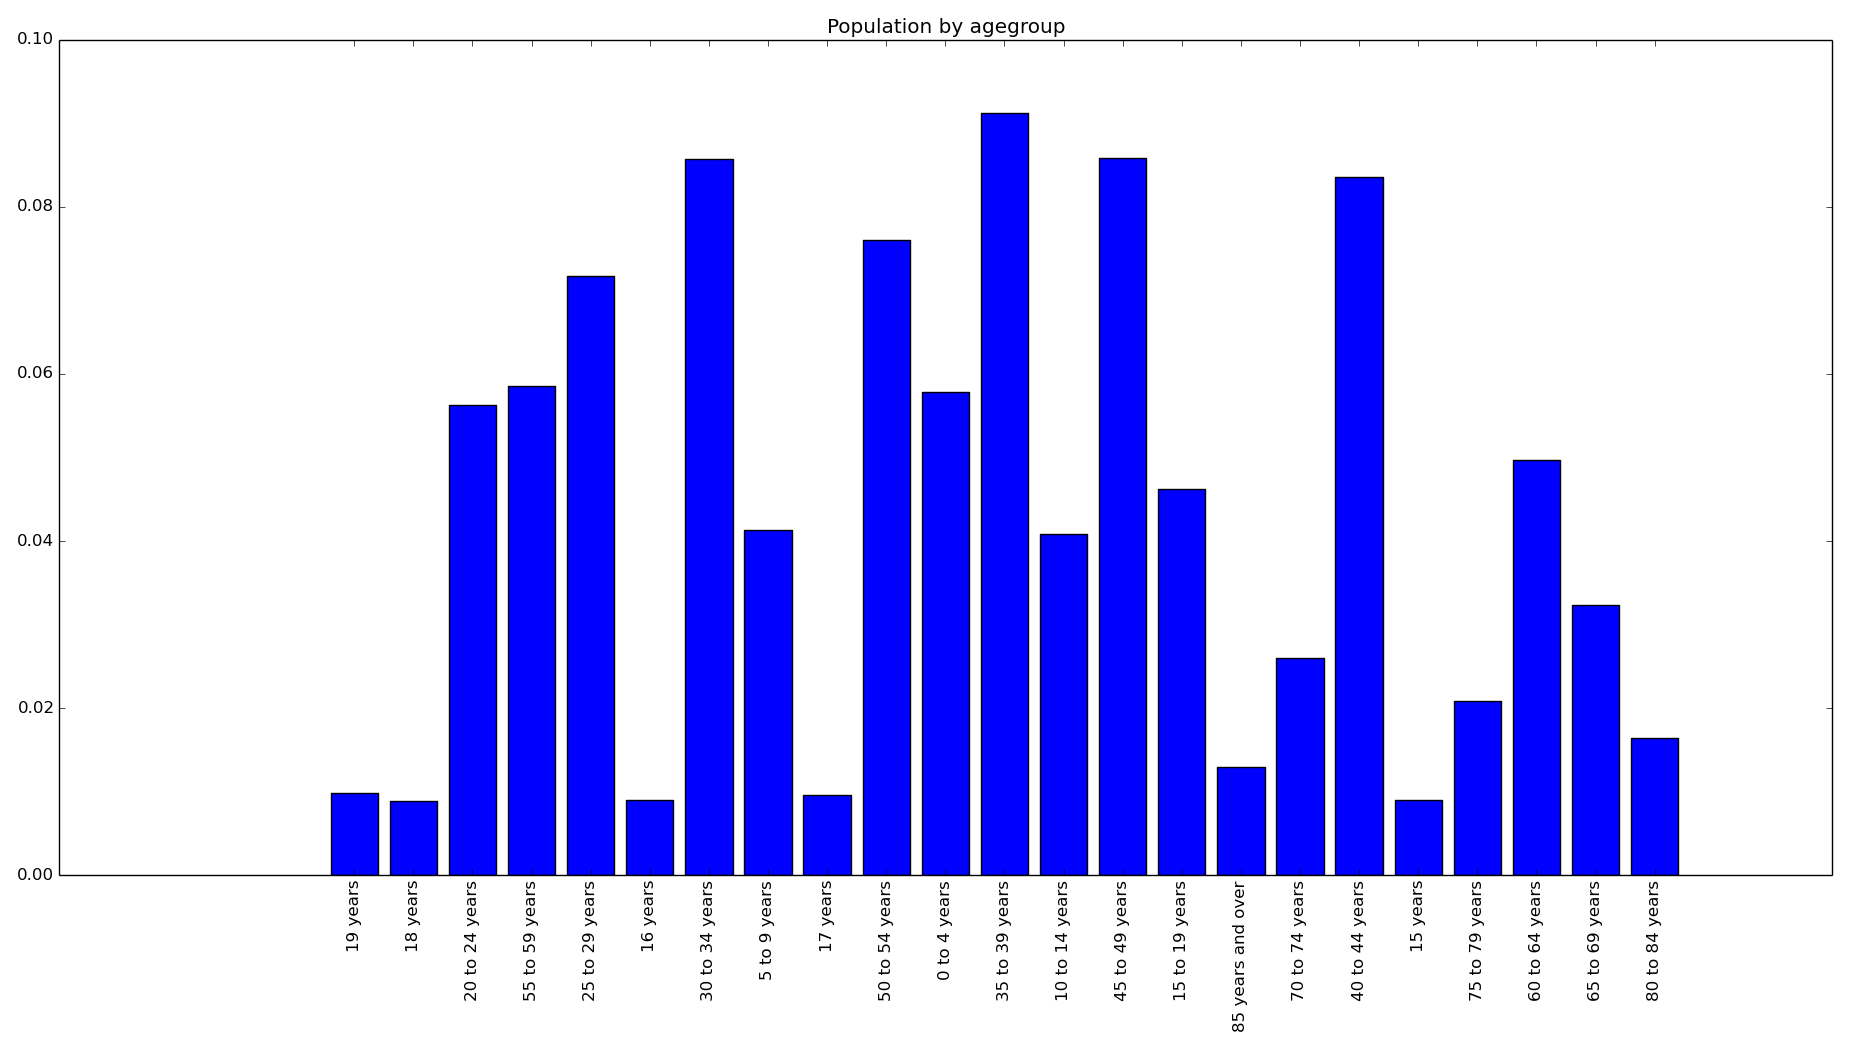 Population by agegroup
0.10
0.08
0.06
0.04
0.02
0.00
19 years
18 years
20 to 24 years
55 to 59 years
25 to 29 years
16 years
30 to 34 years
5 to 9 years
17 years
50 to 54 years
0 to 4 years
35 to 39 years
10 to 14 years
45 to 49 years
15 to 19 years
85 years and over
70 to 74 years
40 to 44 years
15 years
75 to 79 years
60 to 64 years
65 to 69 years
80 to 84 years